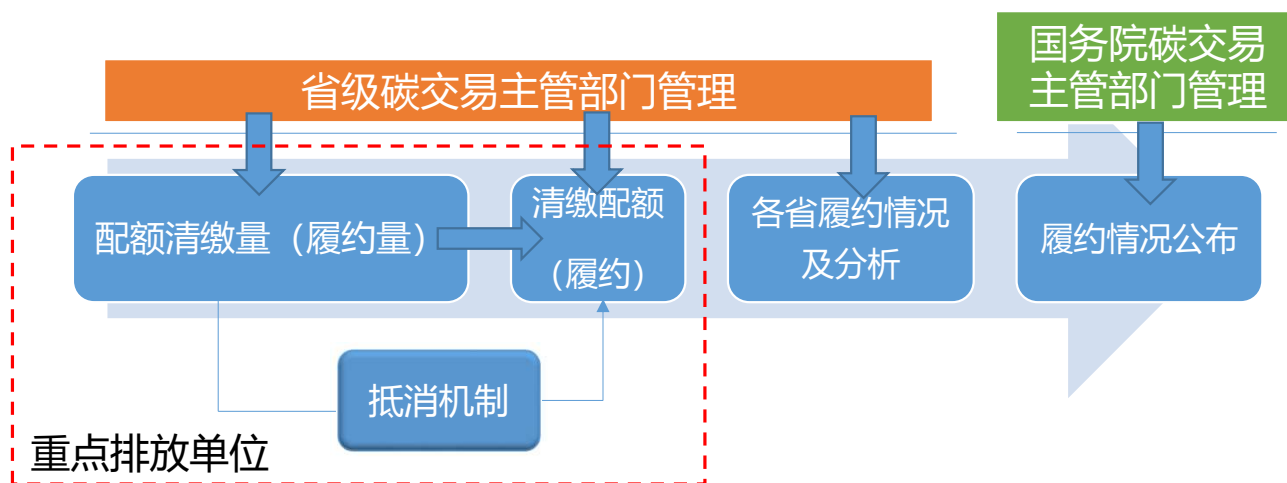 国务院碳交易
主管部门管理
省级碳交易主管部门管理
配额清缴量（履约量）
清缴配额
（履约）
各省履约情况
及分析
履约情况公布
抵消机制
重点排放单位